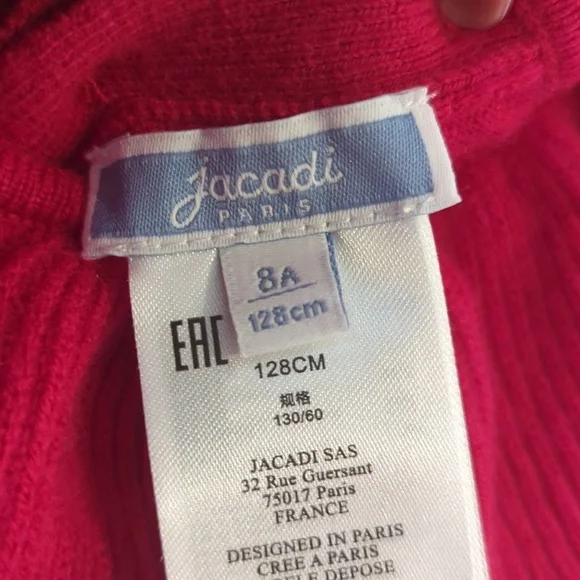 jacadi
PARIS
8A
128cm
EAC
128CM
规格
130/60
JACADI SAS
32 Rue Guersant
75017 Paris
FRANCE
DESIGNED IN PARIS
CREE A PARIS
DEPOSE